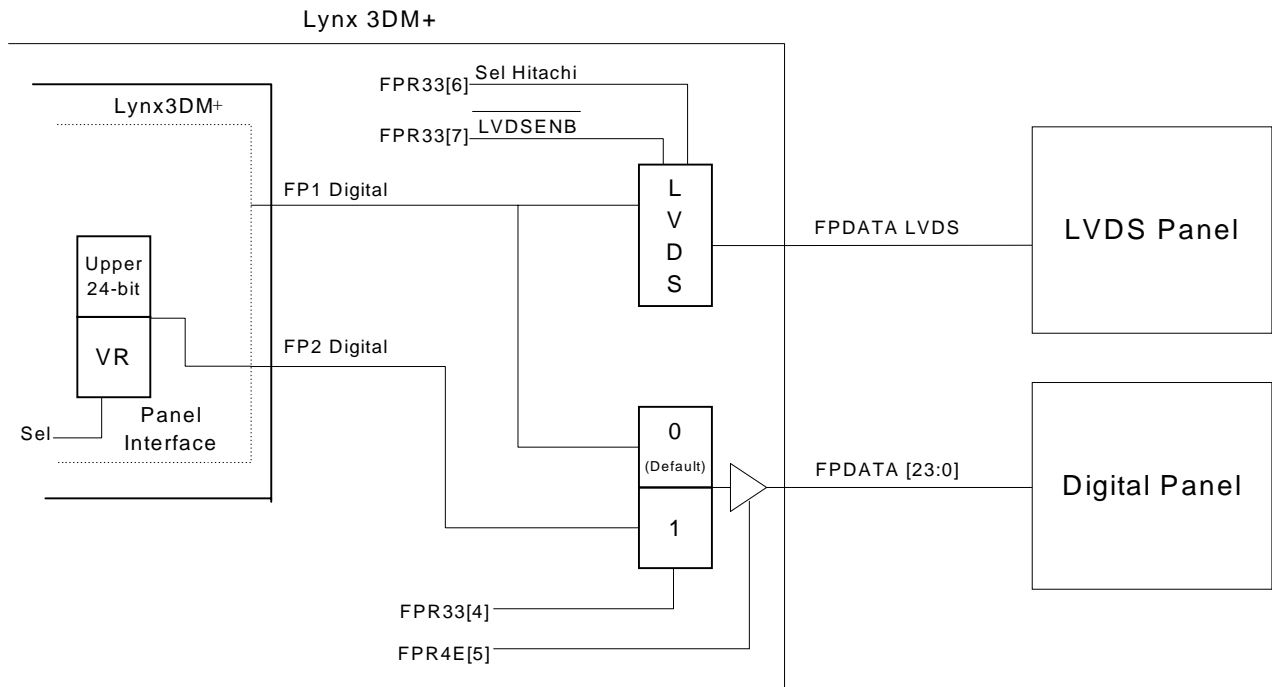 Lynx 3DM+
FPR33[6]
Sel Hitachi
Lynx3DM+
FPR33[7]
LVDSENB
FP1 Digital
L
V
D
S
FPDATA LVDS
LVDS Panel
Upper
24-bit
VR
FP2 Digital
Sel
Panel
Interface
0
(Default)
1
FPDATA [23:0]
Digital Panel
FPR33[4]
FPR4E[5]